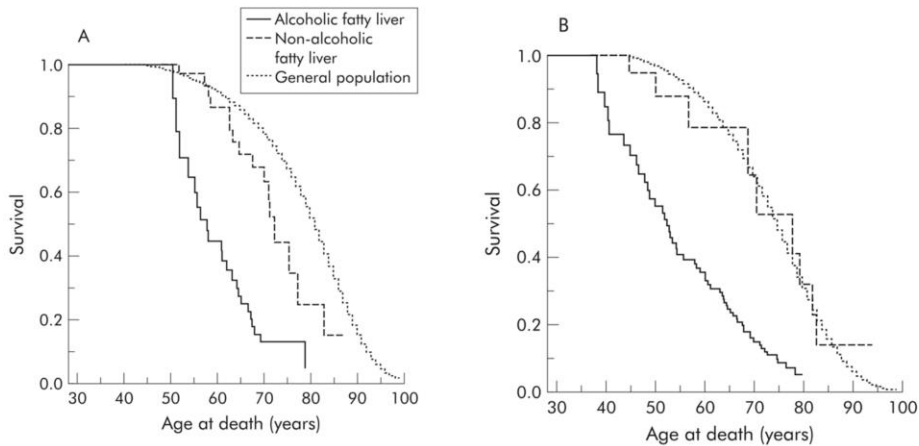 A
Alcoholic fatty liver
Non-alcoholic
fatty liver
General population
1.0
0.8
0.6
0.4
0.2
0.0
Survival
30 40 50 60 70 80 90 100
Age at death (years)
B
1.0
0.8
0.6
0.4
0.2
0.0
Survival
30 40 50 60 70 80 90 100
Age at death (years)